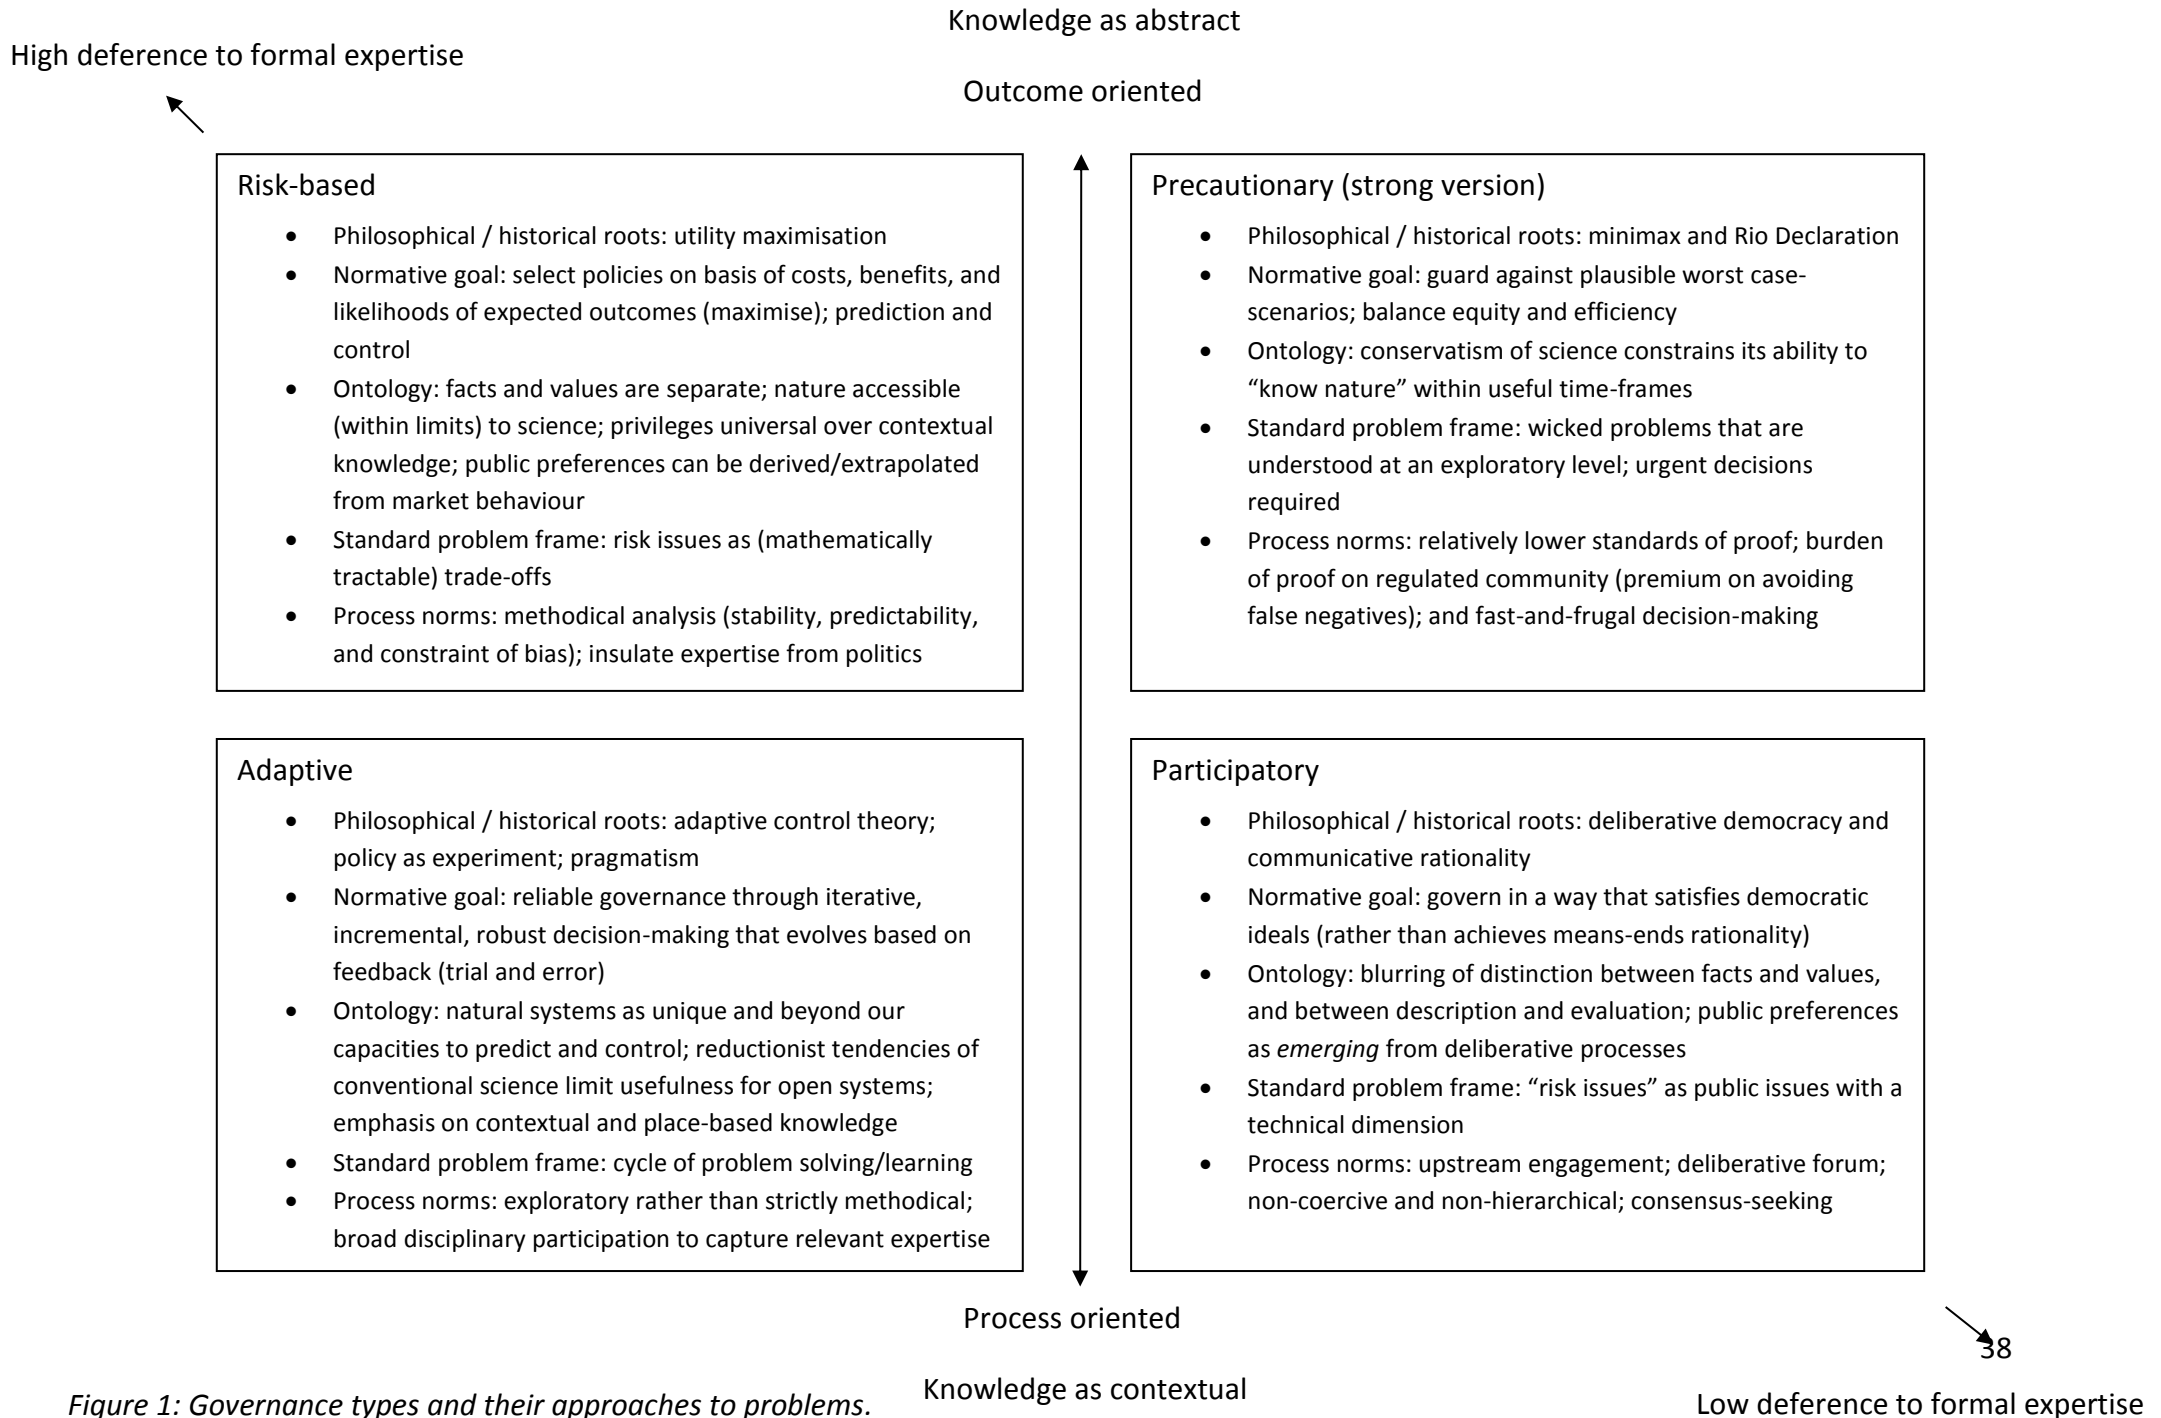 Knowledge as abstract
High deference to formal expertise
Outcome oriented
Risk-based
• Philosophical / historical roots: utility maximisation
• Normative goal: select policies on basis of costs, benefits, and
likelihoods of expected outcomes (maximise); prediction and
control
• Ontology: facts and values are separate; nature accessible
(within limits) to science; privileges universal over contextual
knowledge; public preferences can be derived/extrapolated
from market behaviour
• Standard problem frame: risk issues as (mathematically
tractable) trade-offs
• Process norms: methodical analysis (stability, predictability,
and constraint of bias); insulate expertise from politics
Precautionary (strong version)
• Philosophical / historical roots: minimax and Rio Declaration
• Normative goal: guard against plausible worst case-
scenarios; balance equity and efficiency
• Ontology: conservatism of science constrains its ability to
“know nature” within useful time-frames
• Standard problem frame: wicked problems that are
understood at an exploratory level; urgent decisions
required
• Process norms: relatively lower standards of proof; burden
of proof on regulated community (premium on avoiding
false negatives); and fast-and-frugal decision-making
Adaptive
• Philosophical / historical roots: adaptive control theory;
policy as experiment; pragmatism
• Normative goal: reliable governance through iterative,
incremental, robust decision-making that evolves based on
feedback (trial and error)
• Ontology: natural systems as unique and beyond our
capacities to predict and control; reductionist tendencies of
conventional science limit usefulness for open systems;
emphasis on contextual and place-based knowledge
• Standard problem frame: cycle of problem solving/learning
• Process norms: exploratory rather than strictly methodical;
broad disciplinary participation to capture relevant expertise
Participatory
• Philosophical / historical roots: deliberative democracy and
communicative rationality
• Normative goal: govern in a way that satisfies democratic
ideals (rather than achieves means-ends rationality)
• Ontology: blurring of distinction between facts and values,
and between description and evaluation; public preferences
as emerging from deliberative processes
• Standard problem frame: “risk issues” as public issues with a
technical dimension
• Process norms: upstream engagement; deliberative forum;
non-coercive and non-hierarchical; consensus-seeking
Process oriented
38
Knowledge as contextual
Low deference to formal expertise
Figure 1: Governance types and their approaches to problems.